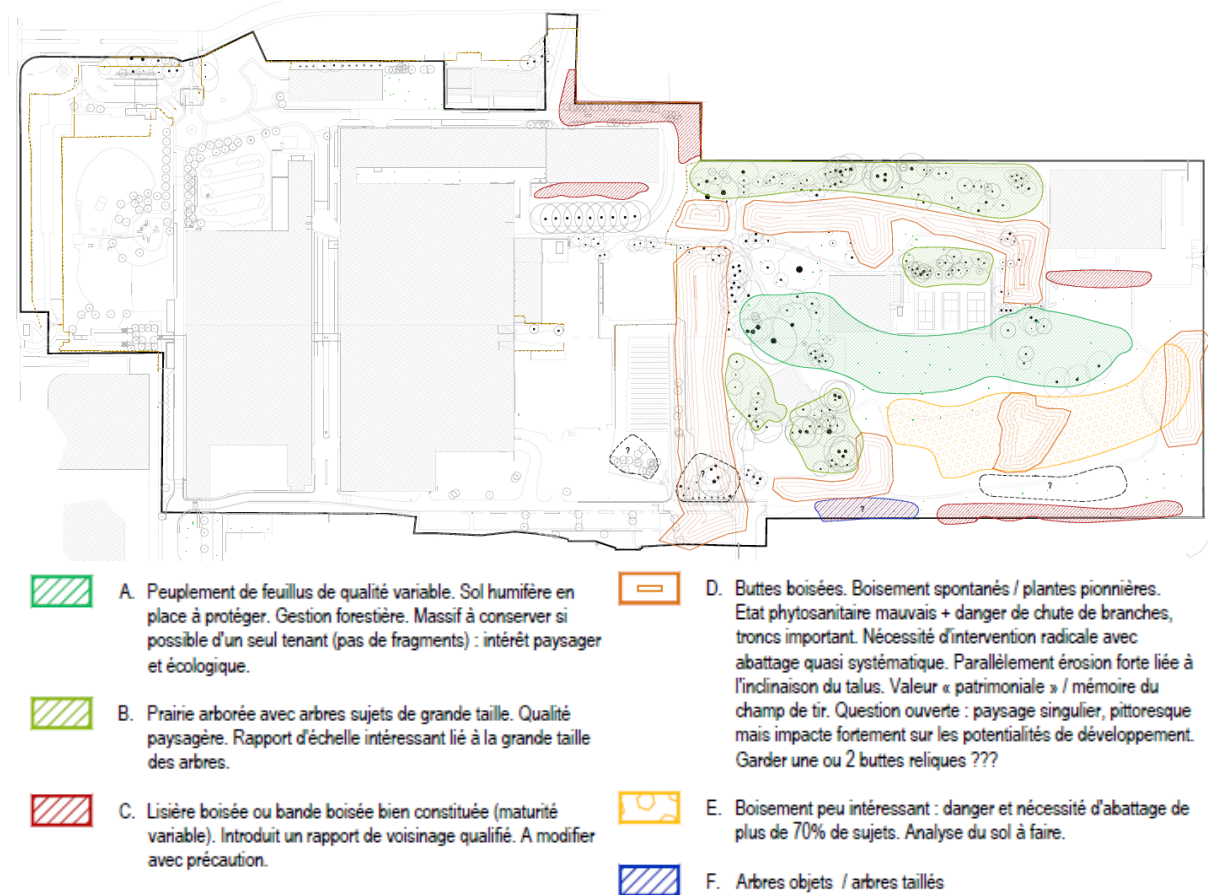 ?
?
?
?
A. Peuplement de feuillus de qualité variable. Sol humifère en
place à protéger. Gestion forestière. Massif à conserver si
possible d'un seul tenant (pas de fragments) : intérêt paysager
et écologique.
B. Prairie arborée avec arbres sujets de grande taille. Qualité
paysagère. Rapport d'échelle intéressant lié à la grande taille
des arbres.
C. Lisière boisée ou bande boisée bien constituée (maturité
variable). Introduit un rapport de voisinage qualifié. A modifier
avec précaution.
D. Buttes boisées. Boisement spontanés / plantes pionnières.
Etat phytosanitaire mauvais + danger de chute de branches,
troncs important. Nécessité d'intervention radicale avec
abattage quasi systématique. Parallèlement érosion forte liée à
l'inclinaison du talus. Valeur « patrimoniale » / mémoire du
champ de tir. Question ouverte : paysage singulier, pittoresque
mais impacte fortement sur les potentialités de développement.
Garder une ou 2 buttes reliques ???
E. Boisement peu intéressant : danger et nécessité d'abattage de
plus de 70% de sujets. Analyse du sol à faire.
F. Arbres objets / arbres taillés